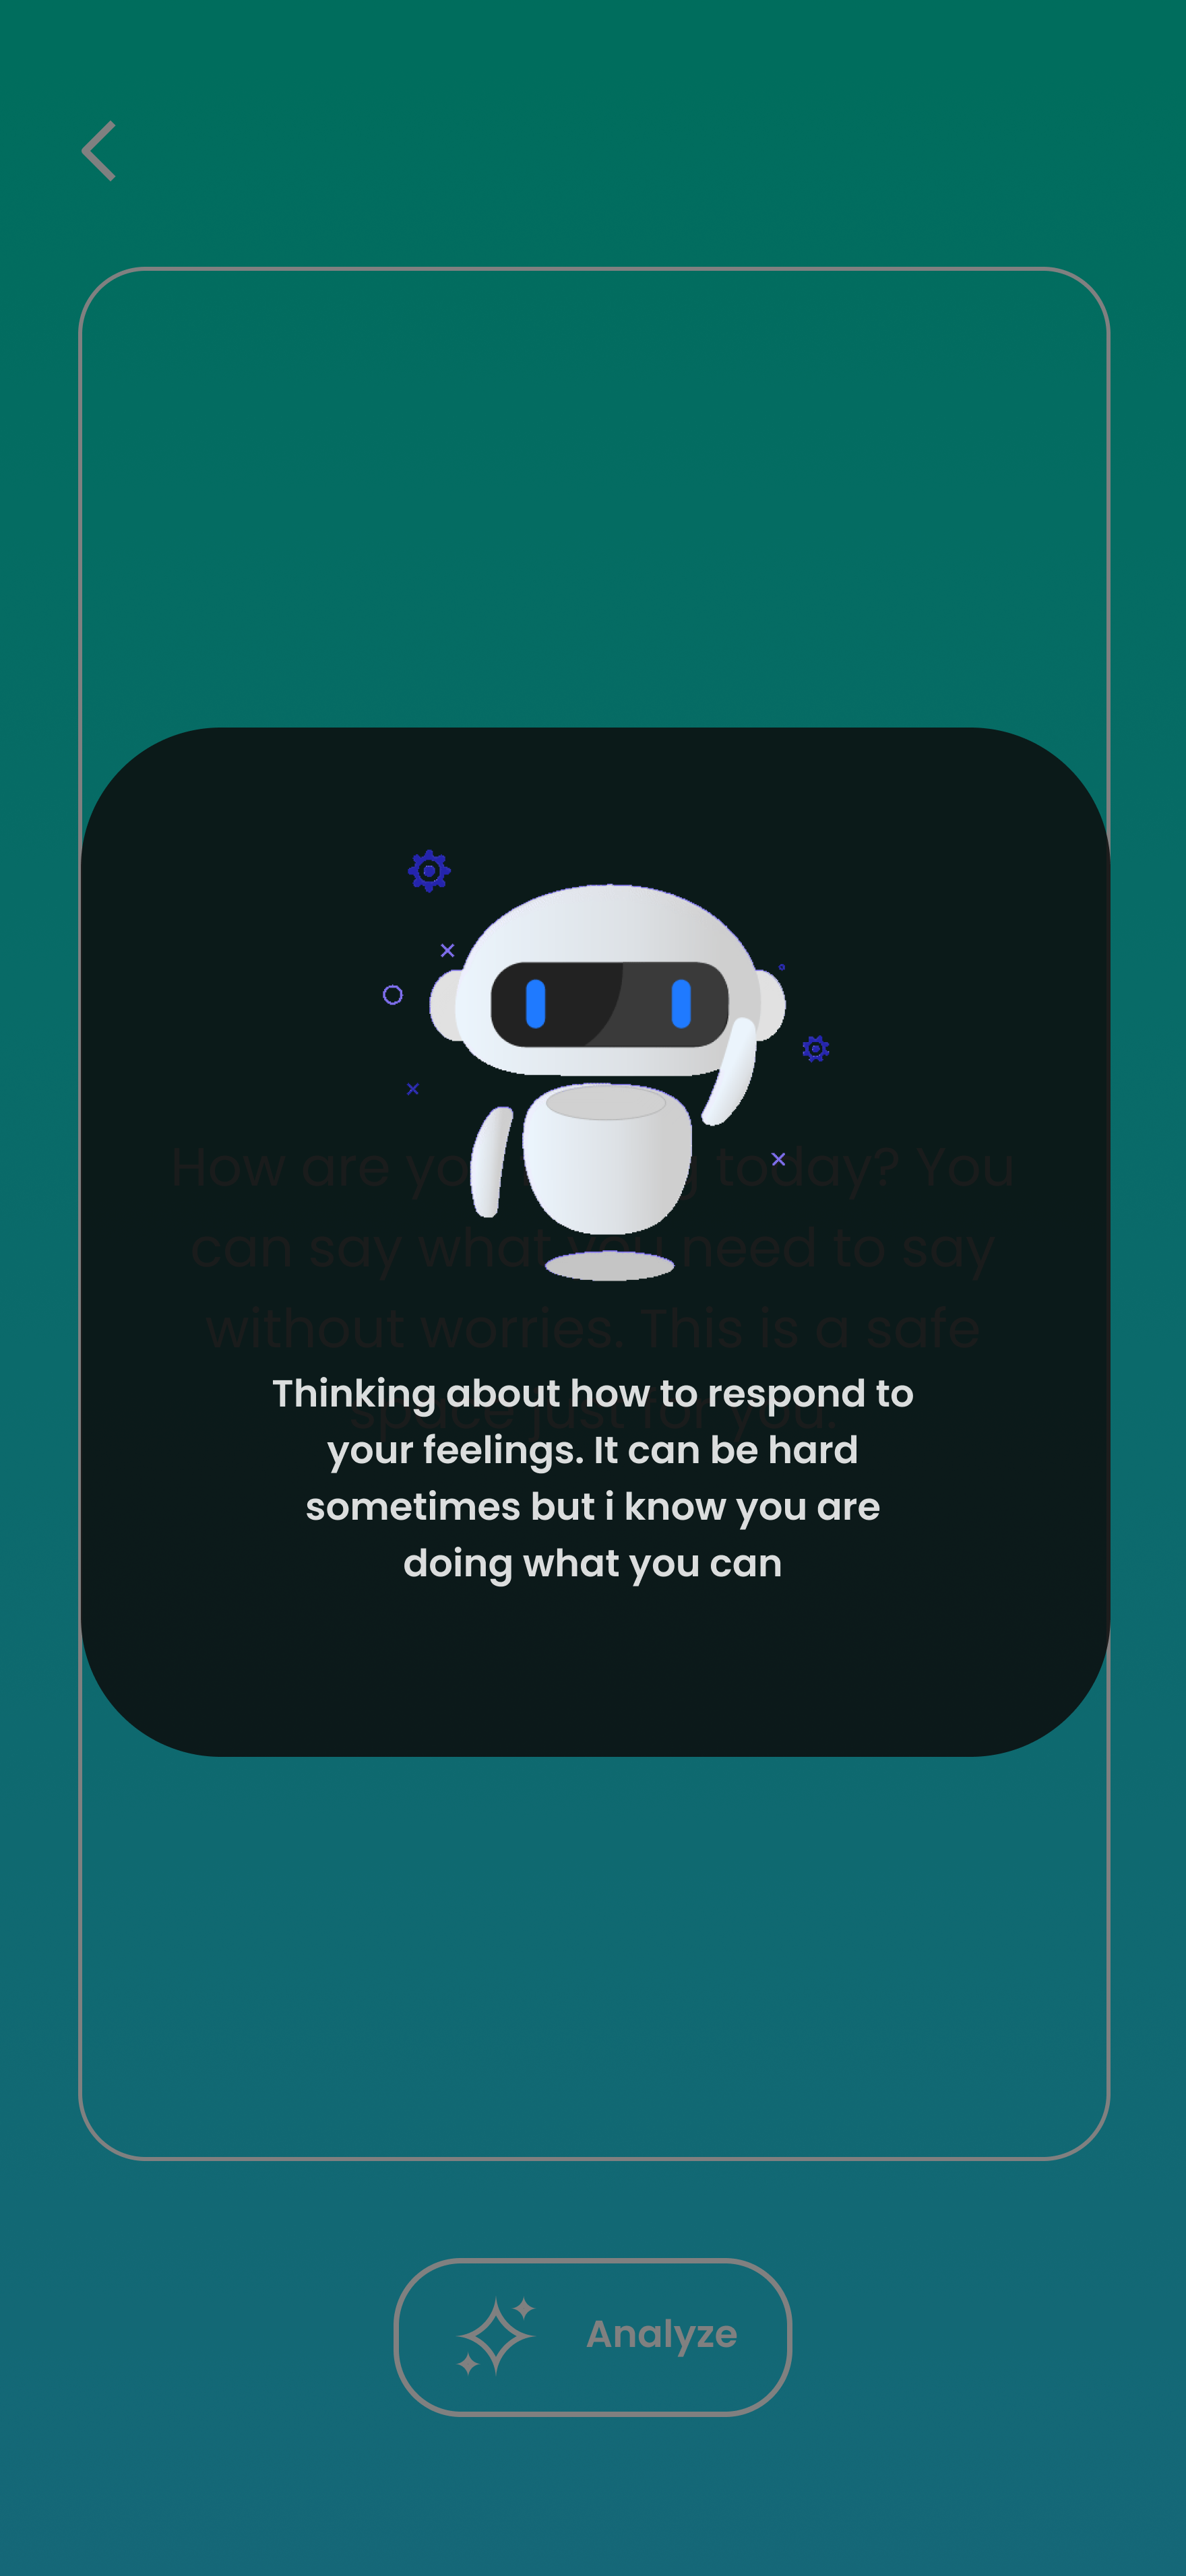 How are yo g today? You
can say what you need to say
without worries. This is a safe
space just for you.
Thinking about how to respond to
your feelings. It can be hard
sometimes but i know you are
doing what you can
Analyze